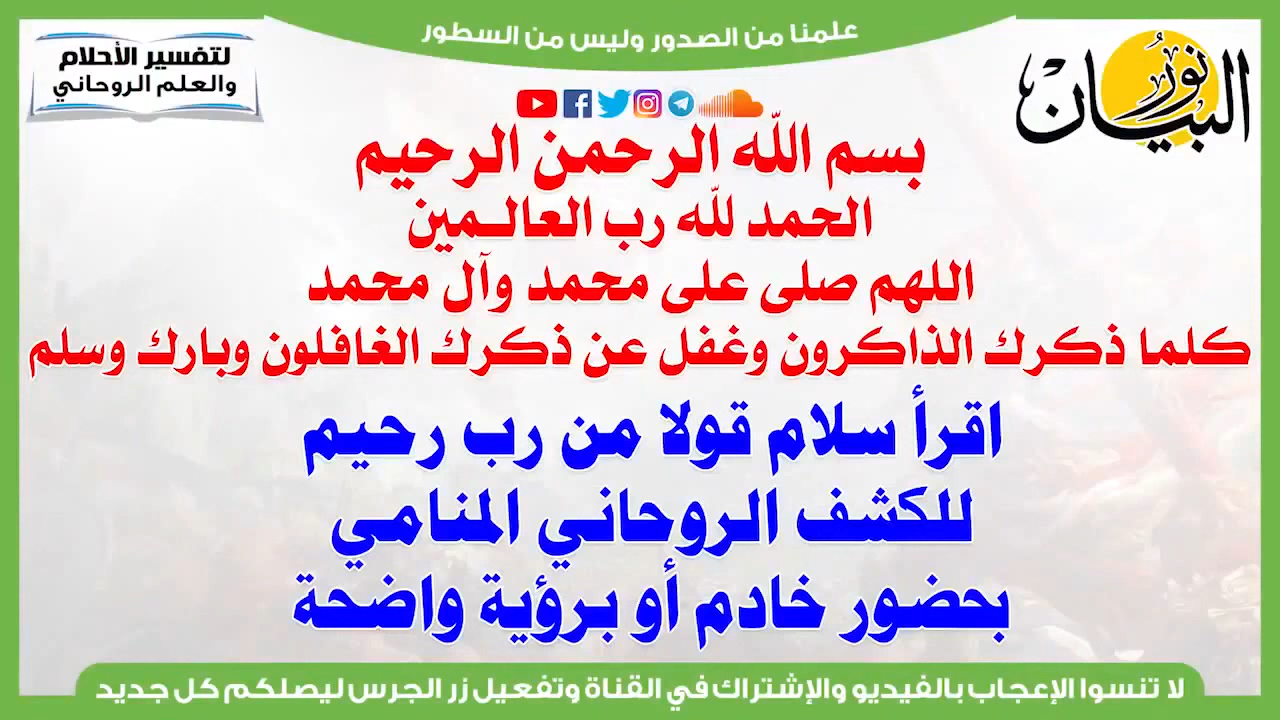 علمنا من الصدور وليس من السطور
نور البيان
لتفسير الأحلام
والعلم الروحاني
بسم الله الرحمن الرحيم
الحمد لله رب العالـمين
اللهم صلى على محمد وآل محمد
كلما ذكرك الذاكرون وغفل عن ذكرك الغافلون وبارك وسلم
اقرأ سلام قولا من رب رحيم
للكشف الروحاني المنامي
بحضور خادم أو برؤية واضحة
لا تنسوا الإعجاب بالفيديو والإشتراك في القناة وتفعيل زر الجرس ليصلكم كل جديد